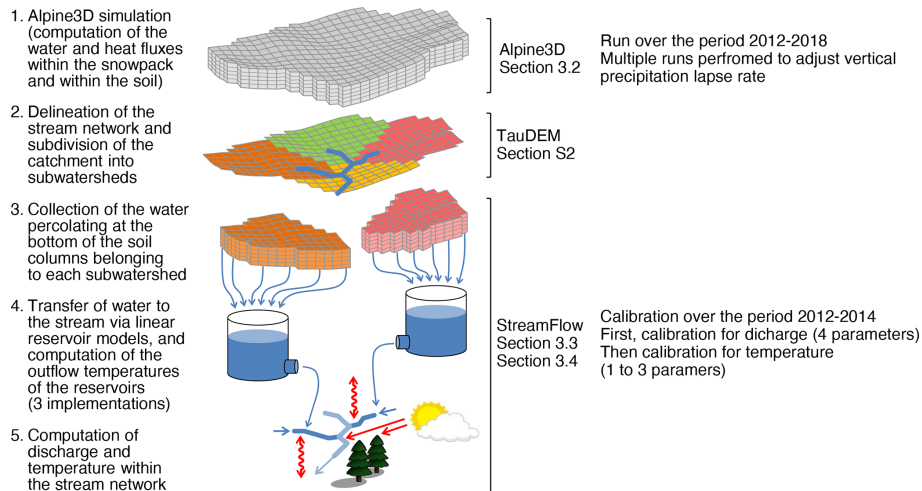 1. Alpine3D simulation
(computation of the
water and heat fluxes
within the snowpack
and within the soil)
Alpine3D
Section 3.2
Run over the period 2012-2018
Multiple runs perfromed to adjust vertical
precipitation lapse rate
2. Delineation of the
stream network and
subdivision of the
catchment into
subwatersheds
TauDEM
Section S2
3. Collection of the water
percolating at the
bottom of the soil
columns belonging
to each subwatershed
4. Transfer of water to
the stream via linear
reservoir models, and
computation of the
outflow temperatures
of the reservoirs
(3 implementations)
5. Computation of
discharge and
temperature within
the stream network
StreamFlow
Section 3.3
Section 3.4
Calibration over the period 2012-2014
First, calibration for dicharge (4 parameters)
Then calibration for temperature
(1 to 3 paramers)